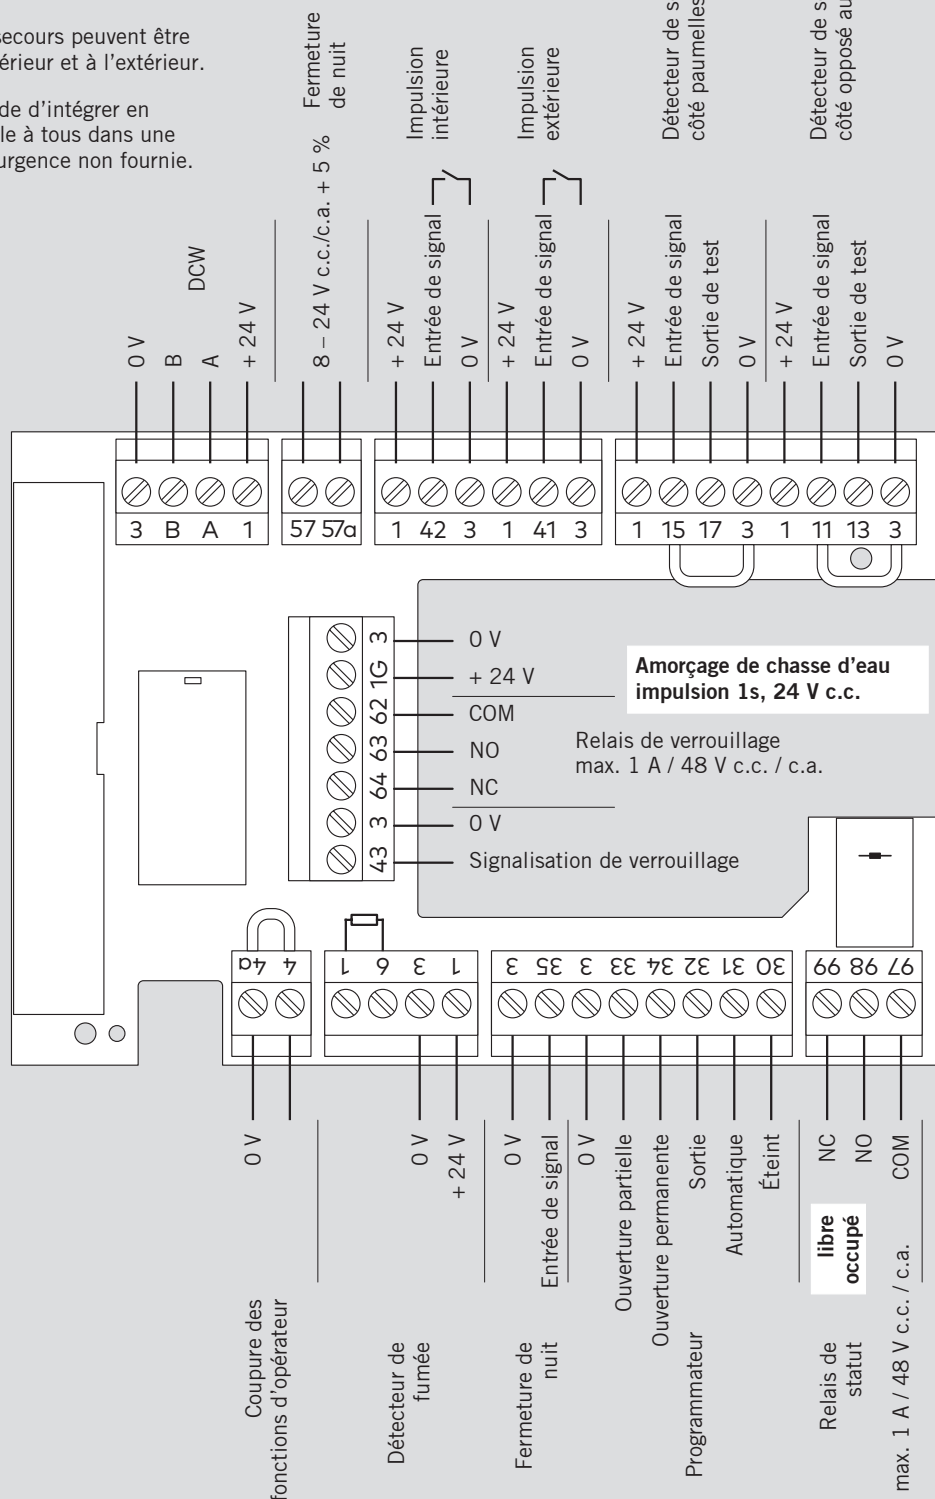 secours peuvent être
érieur et à l'extérieur.
de d'intégrer en
le à tous dans une
urgence non fournie.
Fermeture
de nuit
Impulsion
intérieure
Impulsion
extérieure
Détecteur de s
côté paumelles
Détecteur de s
côté opposé au
DCW
0 V
B
A
+ 24 V
8 – 24 V c.c./c.a. + 5 %
+ 24 V
Entrée de signal
0 V
+ 24 V
Entrée de signal
0 V
+ 24 V
Entrée de signal
Sortie de test
0 V
+ 24 V
Entrée de signal
Sortie de test
0 V
3 B A 1
57 57a
1 42 3 1 41 3
1 15 17 3 1 11 13 3
3 0 V
1G + 24 V
62 COM
63 NO
64 NC
3 0 V
43 Signalisation de verrouillage
Amorçage de chasse d'eau
impulsion 1s, 24 V c.c.
Relais de verrouillage
max. 1 A / 48 V c.c. / c.a.
4a 4
1 6 3 1
3 35 3 33 34 32 31 30
99 98 97
0 V
0 V
+ 24 V
0 V
Entrée de signal
0 V
Ouverture partielle
Ouverture permanente
Sortie
Automatique
Éteint
NC
NO
COM
libre
occupé
Coupure des
fonctions d'opérateur
Détecteur de
fumée
Fermeture de
nuit
Programmateur
Relais de
statut
max. 1 A / 48 V c.c. / c.a.